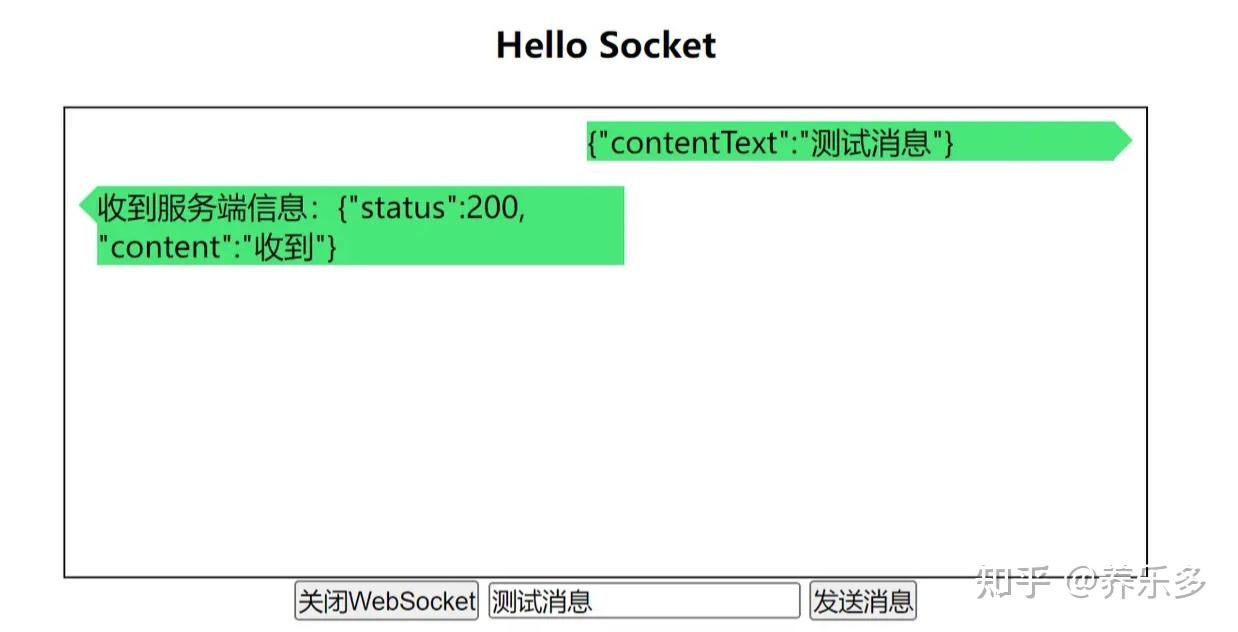 Hello Socket
{"contentText":"测试消息"}
收到服务端信息：{"status":200,
"content":"收到"}
关闭WebSocket 测试消息 发送消息
知乎 @养乐多